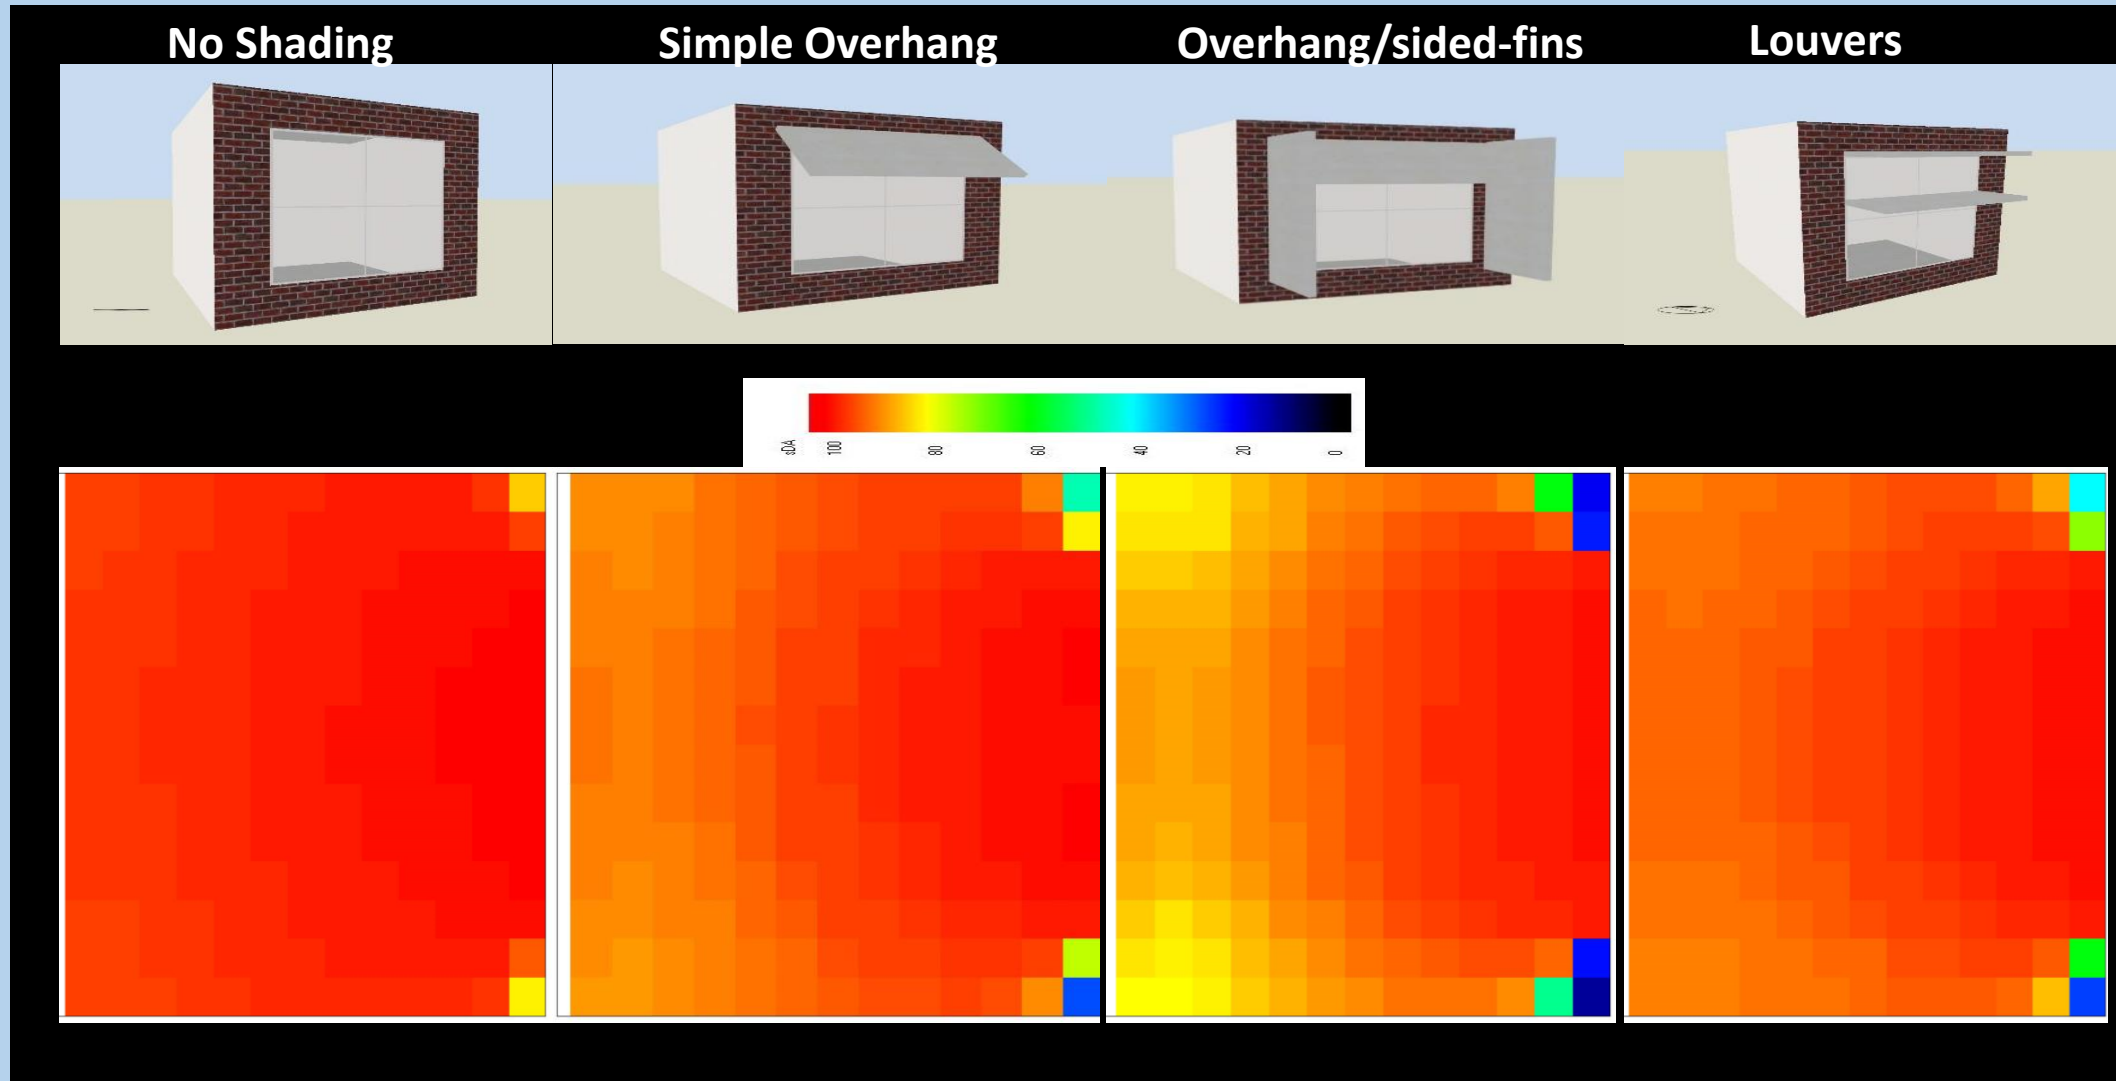 No Shading
Simple Overhang
Overhang/sided-fins
Louvers
sDA
100
80
60
40
20
0